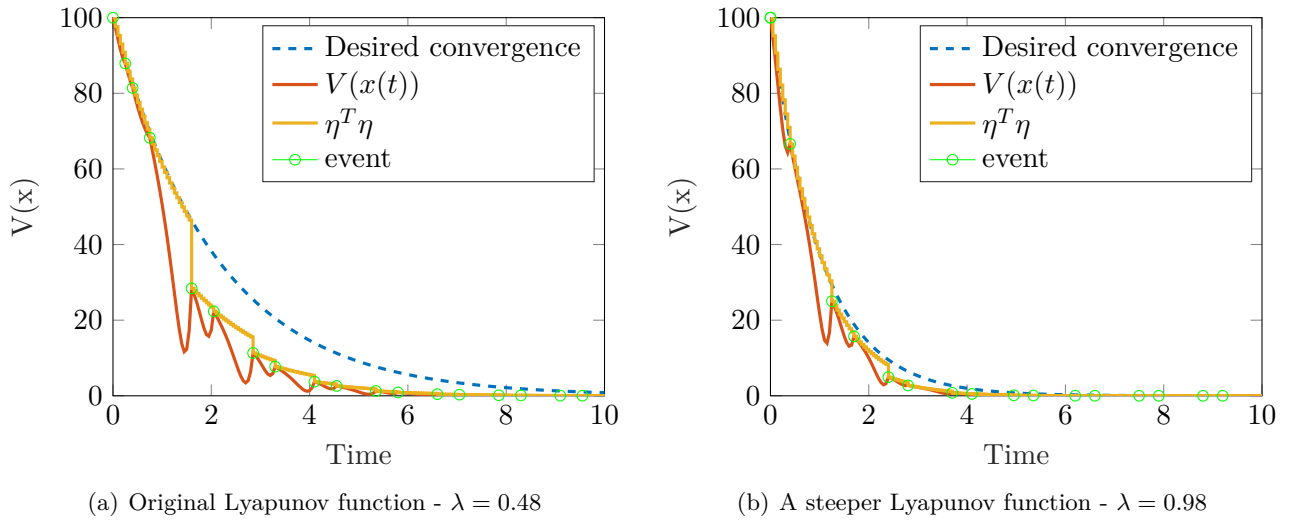 100
80
60
40
20
0
V(x)
0 2 4 6 8 10
Time
Desired convergence
V(x(t))
η^T η
event
(a) Original Lyapunov function - λ = 0.48
100
80
60
40
20
0
V(x)
0 2 4 6 8 10
Time
Desired convergence
V(x(t))
η^T η
event
(b) A steeper Lyapunov function - λ = 0.98